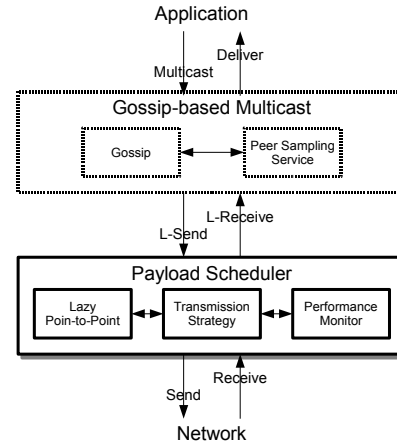 Application
Multicast
Deliver
Gossip-based Multicast
Gossip
Peer Sampling
Service
L-Send
L-Receive
Payload Scheduler
Lazy
Poin-to-Point
Transmission
Strategy
Performance
Monitor
Send
Receive
Network